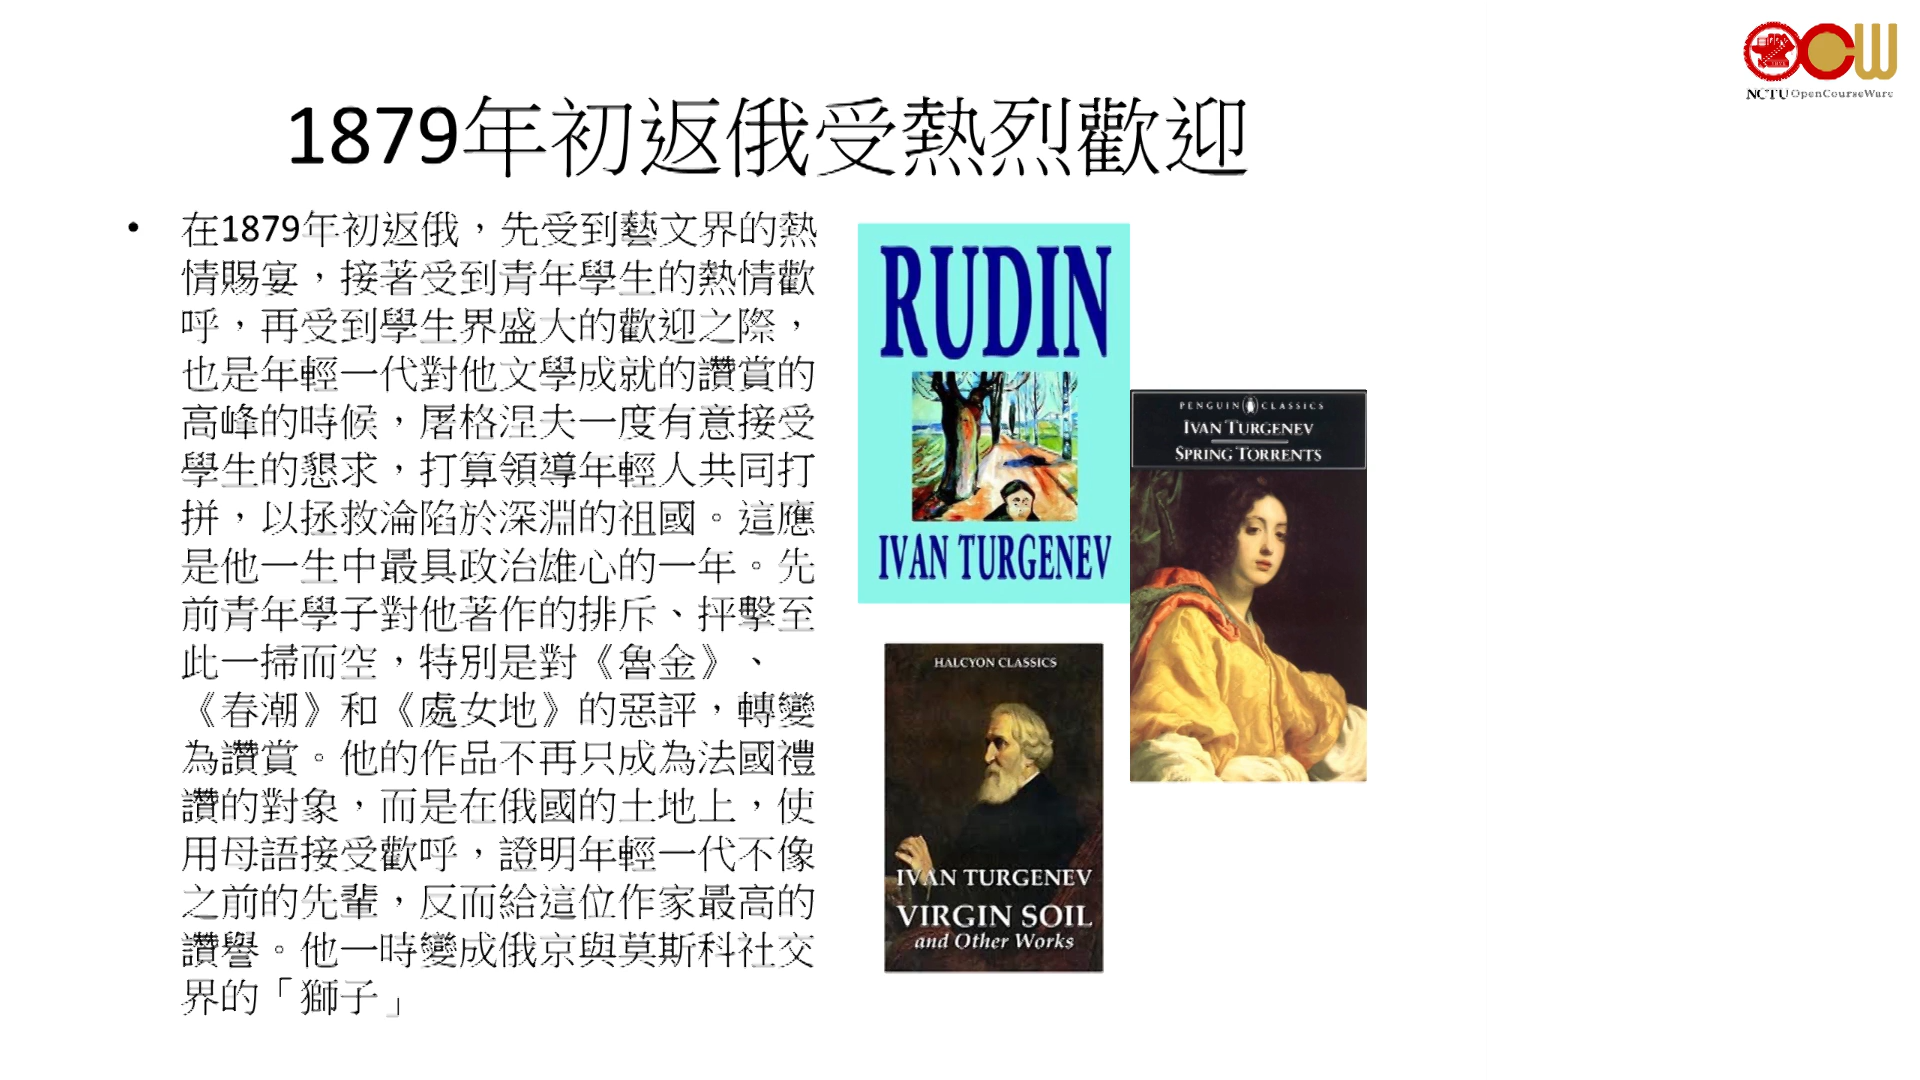 NCTU OpenCourseWare
1879年初返俄受熱烈歡迎
• 在1879年初返俄，先受到藝文界的熱
情賜宴，接著受到青年學生的熱情歡
呼，再受到學生界盛大的歡迎之際，
也是年輕一代對他文學成就的讚賞的
高峰的時候，屠格涅夫一度有意接受
學生的懇求，打算領導年輕人共同打
拼，以拯救淪陷於深淵的祖國。這應
是他一生中最具政治雄心的一年。先
前青年學子對他著作的排斥、抨擊至
此一掃而空，特別是對《魯金》、
《春潮》和《處女地》的惡評，轉變
為讚賞。他的作品不再只成為法國禮
讚的對象，而是在俄國的土地上，使
用母語接受歡呼，證明年輕一代不像
之前的先輩，反而給這位作家最高的
讚譽。他一時變成俄京與莫斯科社交
界的「獅子」
RUDIN
IVAN TURGENEV
PENGUIN CLASSICS
IVAN TURGENEV
SPRING TORRENTS
HALCYON CLASSICS
IVAN TURGENEV
VIRGIN SOIL
and Other Works